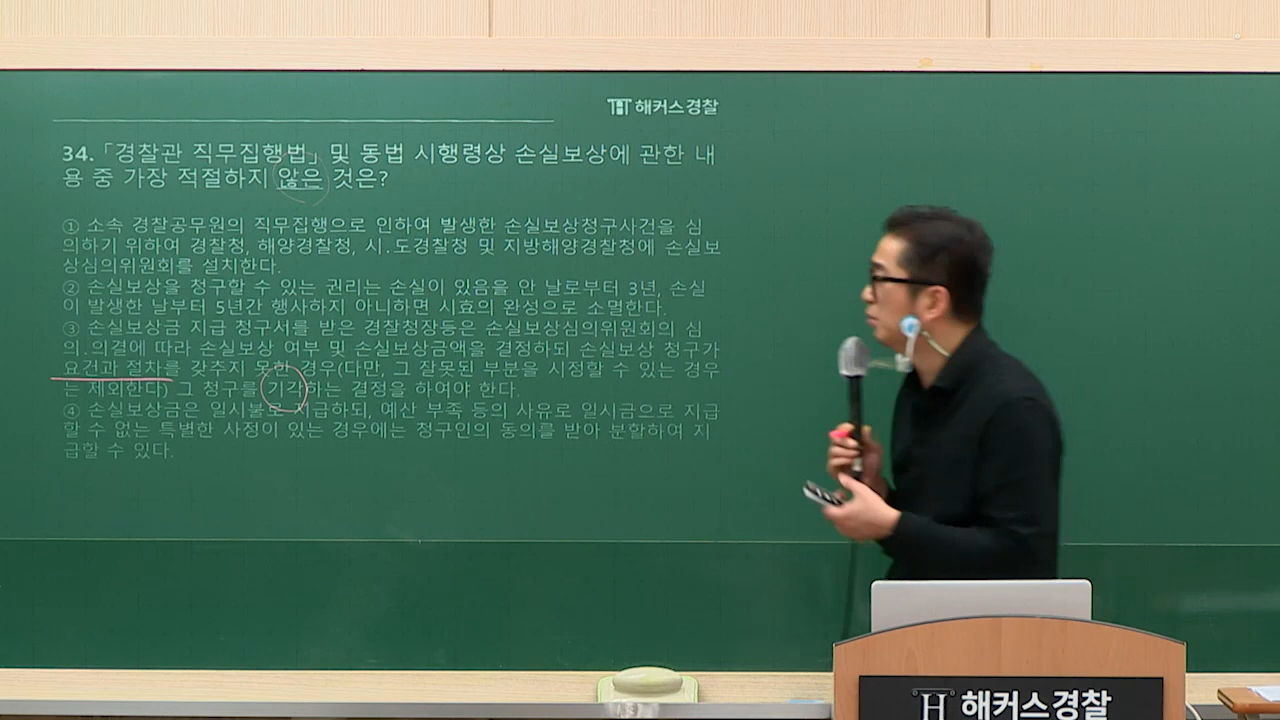 해커스경찰
34.「경찰관 직무집행법」 및 동법 시행령상 손실보상에 관한 내
용 중 가장 적절하지 않은 것은?
① 소속 경찰공무원의 직무집행으로 인하여 발생한 손실보상청구사건을 심
의하기 위하여 경찰청, 해양경찰청, 시.도경찰청 및 지방해양경찰청에 손실보
상심의위원회를 설치한다.
② 손실보상을 청구할 수 있는 권리는 손실이 있음을 안 날로부터 3년, 손실
이 발생한 날부터 5년간 행사하지 아니하면 시효의 완성으로 소멸한다.
③ 손실보상금 지급 청구서를 받은 경찰청장등은 손실보상심의위원회의 심
의.의결에 따라 손실보상 여부 및 손실보상금액을 결정하되 손실보상 청구가
요건과 절차를 갖추지 못한 경우(다만, 그 잘못된 부분을 시정할 수 있는 경우
는 제외한다) 그 청구를 기각하는 결정을 하여야 한다.
④ 손실보상금은 일시불로 지급하되, 예산 부족 등의 사유로 일시금으로 지급
할 수 없는 특별한 사정이 있는 경우에는 청구인의 동의를 받아 분할하여 지
급할 수 있다.
해커스경찰